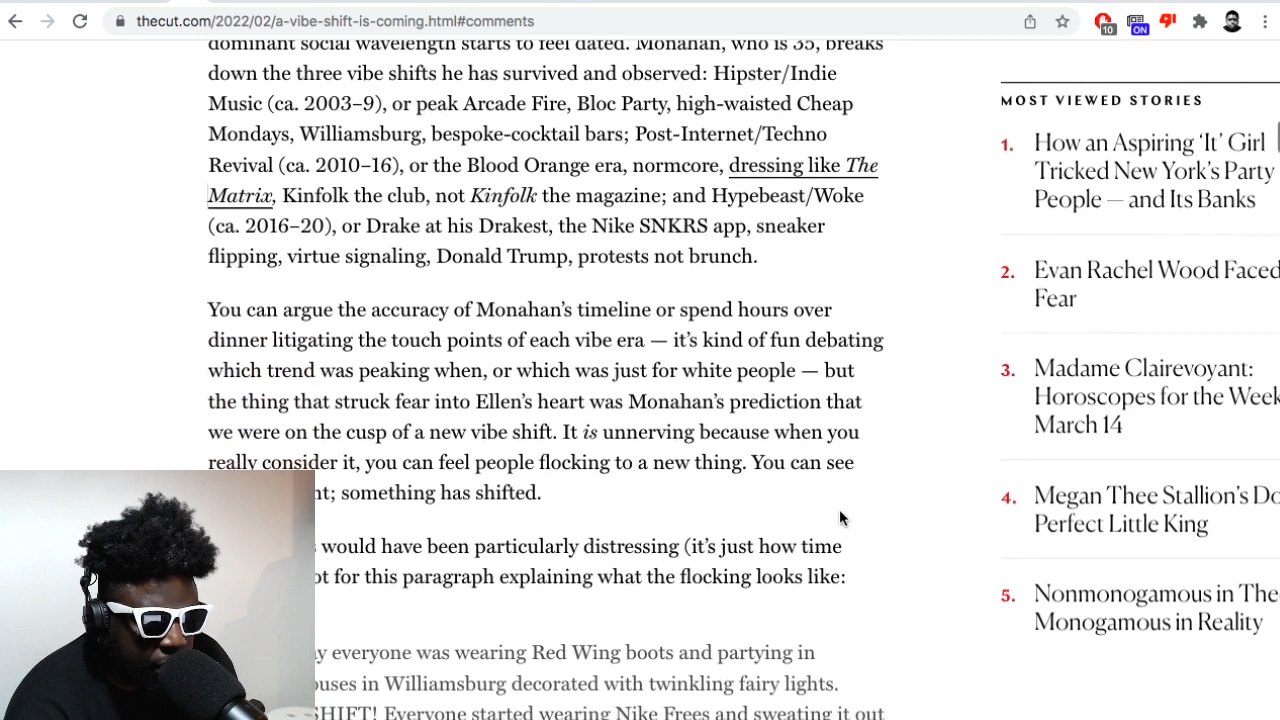 thecut.com/2022/02/a-vibe-shift-is-coming.html#comments
10
ON
dominant social wavelength starts to feel dated. Monahan, who is 35, breaks
down the three vibe shifts he has survived and observed: Hipster/Indie
Music (ca. 2003–9), or peak Arcade Fire, Bloc Party, high-waisted Cheap
Mondays, Williamsburg, bespoke-cocktail bars; Post-Internet/Techno
Revival (ca. 2010–16), or the Blood Orange era, normcore, dressing like The
Matrix, Kinfolk the club, not Kinfolk the magazine; and Hypebeast/Woke
(ca. 2016–20), or Drake at his Drakest, the Nike SNKRS app, sneaker
flipping, virtue signaling, Donald Trump, protests not brunch.
You can argue the accuracy of Monahan’s timeline or spend hours over
dinner litigating the touch points of each vibe era — it’s kind of fun debating
which trend was peaking when, or which was just for white people — but
the thing that struck fear into Ellen’s heart was Monahan’s prediction that
we were on the cusp of a new vibe shift. It is unnerving because when you
really consider it, you can feel people flocking to a new thing. You can see
nt; something has shifted.
would have been particularly distressing (it’s just how time
ot for this paragraph explaining what the flocking looks like:
y everyone was wearing Red Wing boots and partying in
ouses in Williamsburg decorated with twinkling fairy lights.
SHIFT! Everyone started wearing Nike Frees and sweating it out
MOST VIEWED STORIES
1. How an Aspiring ‘It’ Girl
Tricked New York’s Party
People — and Its Banks
2. Evan Rachel Wood Faced
Fear
3. Madame Clairevoyant:
Horoscopes for the Week
March 14
4. Megan Thee Stallion’s Do
Perfect Little King
5. Nonmonogamous in The
Monogamous in Reality